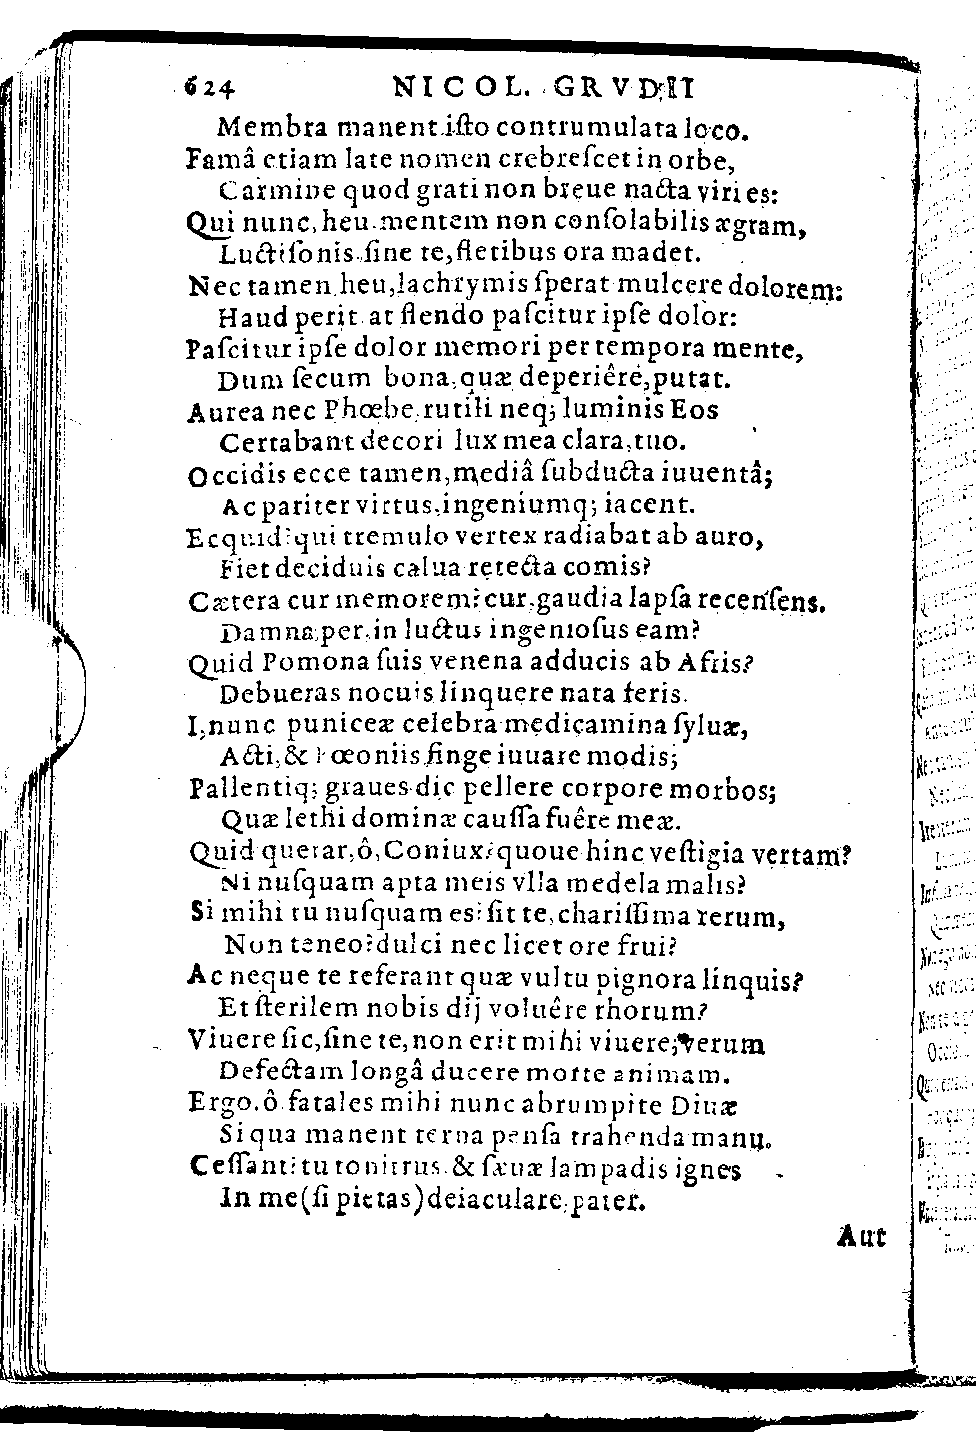 624 NICOL. GRVDII
Membra manent isto contrumulata loco.
Famâ etiam late nomen crebreſcet in orbe,
Carmine quod grati non breue nacta viri es:
Qui nunc, heu mentem non conſolabilis ægram,
Luctiſonis ſine te, fletibus ora madet.
Nec tamen heu, lachrymis ſperat mulcere dolorem:
Haud perit at flendo paſcitur ipſe dolor:
Paſcitur ipſe dolor memori per tempora mente,
Dum ſecum bona, quæ deperiêre, putat.
Aurea nec Phœbe, rutili neq; luminis Eos
Certabant decori lux mea clara, tuo.
Occidis ecce tamen, mediâ ſubducta iuuentâ;
Ac pariter virtus, ingeniumq; iacent.
Ecquid? qui tremulo vertex radiabat ab auro,
Fiet deciduis calua retecta comis?
Cætera cur memorem? cur, gaudia lapſa recenſens,
Damna per, in luctus ingenioſus eam?
Quid Pomona ſuis venena adducis ab Afris?
Debueras nocuis linquere nata feris.
I, nunc puniceæ celebra medicamina ſyluæ,
Acti, & Pœoniis finge iuuare modis;
Pallentiq; graues dic pellere corpore morbos;
Quæ lethi dominæ cauſſa fuêre meæ.
Quid querar, ô, Coniux? quoue hinc veſtigia vertam?
Ni nuſquam apta meis vlla medela malis?
Si mihi tu nuſquam es? ſit te, chariſſima rerum,
Non teneo? dulci nec licet ore frui?
Ac neque te referant quæ vultu pignora linquis?
Et ſterilem nobis dij voluêre thorum?
Viuere ſic, ſine te, non erit mihi viuere; verum
Defectam longâ ducere morte animam.
Ergo ô fatales mihi nunc abrumpite Diuæ
Si qua manent terna penſa trahenda manu.
Ceſſant? tu tonitrus & ſæuæ lampadis ignes
In me (ſi pietas) deiaculare, pater.
Aut